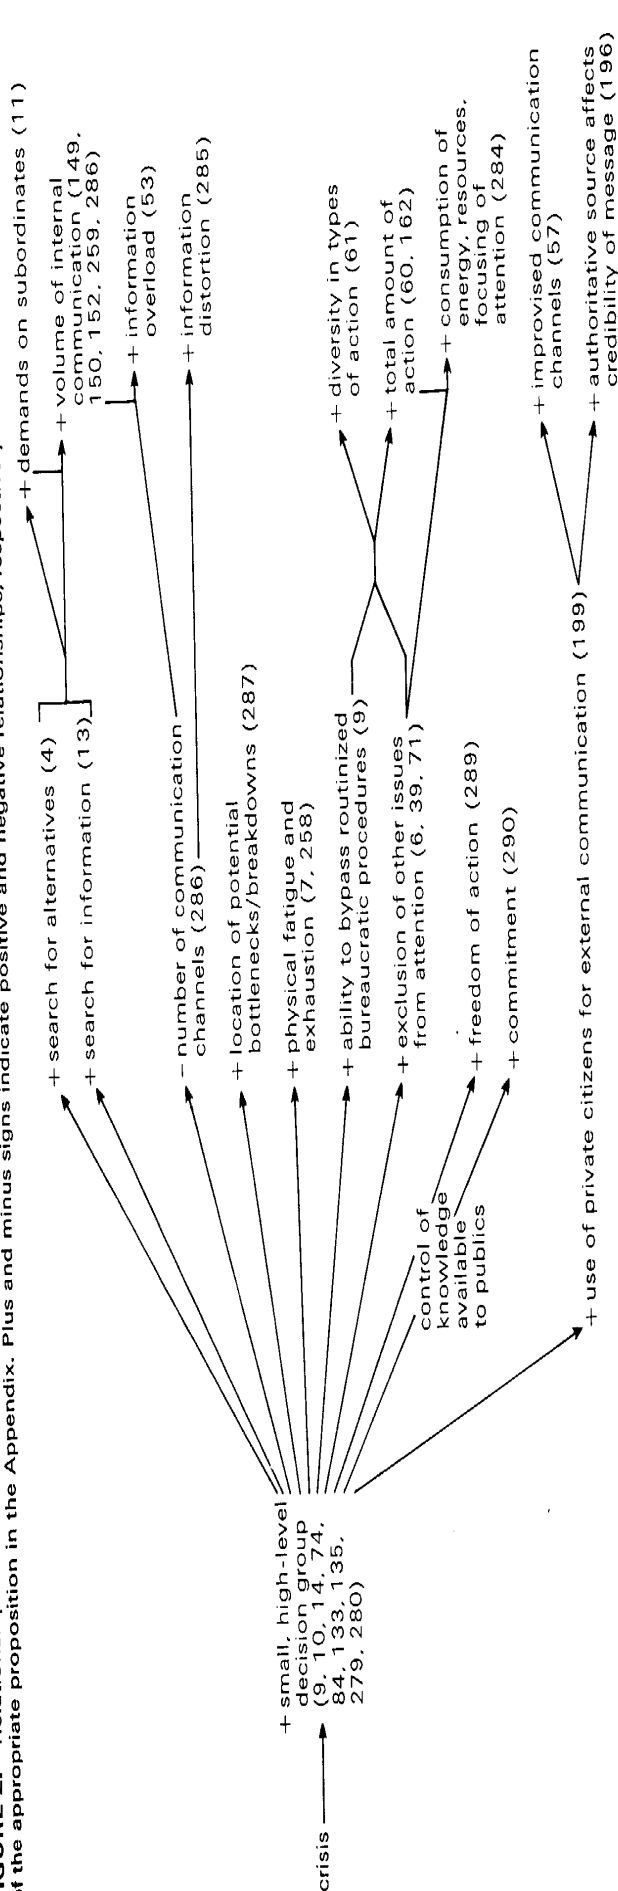 of the appropriate proposition in the Appendix. Plus and minus signs indicate positive and negative relationships,
crisis
+ small, high-level
decision group
(9, 10, 14, 74,
84, 133, 135,
279, 280)
+ search for alternatives (4)
+ search for information (13)
− number of communication
channels (286)
+ location of potential
bottlenecks/breakdowns (287)
+ physical fatigue and
exhaustion (7, 258)
+ ability to bypass routinized
bureaucratic procedures (9)
+ exclusion of other issues
from attention (6, 39, 71)
control of
knowledge
available
to publics
+ freedom of action (289)
+ commitment (290)
+ use of private citizens for external communication (199)
+ demands on subordinates (11)
+ volume of internal
communication (149,
150, 152, 259, 286)
+ information
overload (53)
+ information
distortion (285)
+ diversity in types
of action (61)
+ total amount of
action (60, 162)
+ consumption of
energy, resources,
focusing of
attention (284)
+ improvised communication
channels (57)
+ authoritative source affects
credibility of message (196)